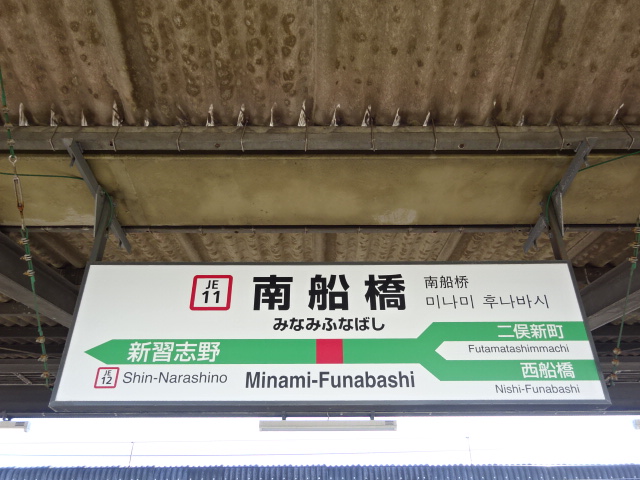 JE
11
南船橋
みなみふなばし
南船桥
미나미 후나바시
新習志野
JE
12
Shin-Narashino
Minami-Funabashi
二俣新町
Futamatashimmachi
西船橋
Nishi-Funabashi